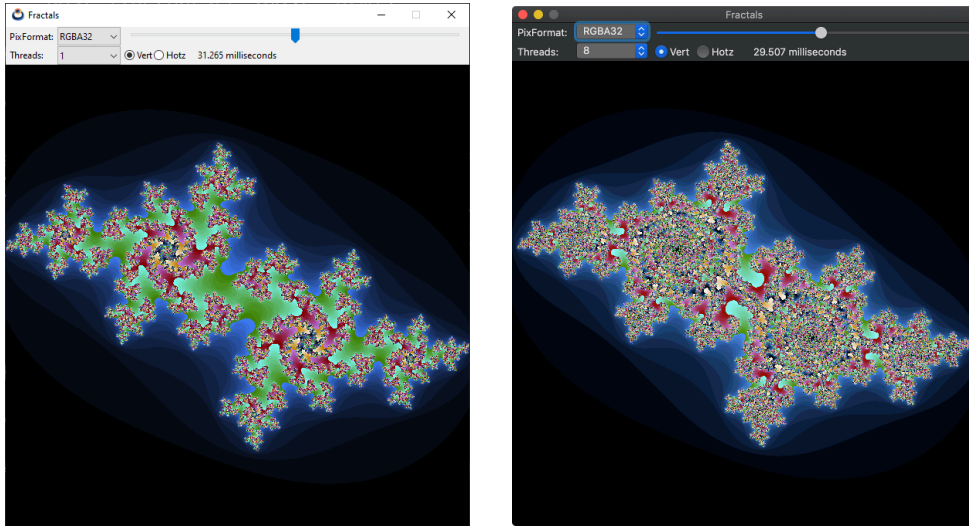 Fractals
PixFormat: RGBA32
Threads: 1 Vert Hotz 31.265 milliseconds
Fractals
PixFormat: RGBA32
Threads: 8 Vert Hotz 29.507 milliseconds